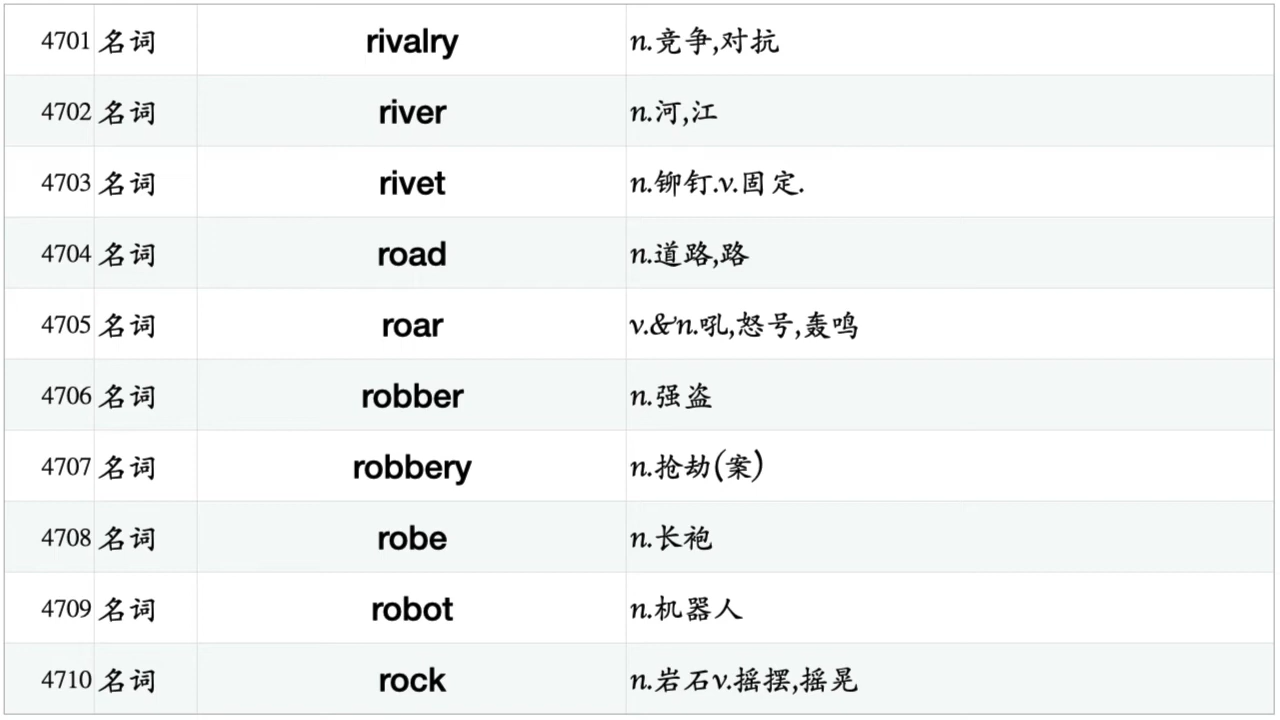 4701 名词 rivalry n.竞争,对抗
4702 名词 river n.河,江
4703 名词 rivet n.铆钉.v.固定.
4704 名词 road n.道路,路
4705 名词 roar v.&n.吼,怒号,轰鸣
4706 名词 robber n.强盗
4707 名词 robbery n.抢劫(案)
4708 名词 robe n.长袍
4709 名词 robot n.机器人
4710 名词 rock n.岩石v.摇摆,摇晃